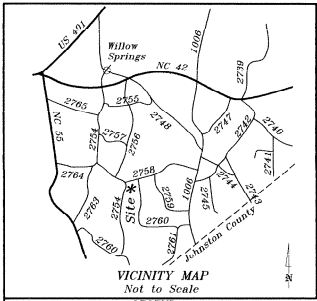 US 401
Willow
Springs
NC 42
1006
2739
2765
2755
2748
2747
2742
2740
NC 55
2754
2757
2756
2741
2764
2758
2744
2743
2763
2754
Site *
2759
1006
2745
2760
2760
2761
Johnston County
N
VICINITY MAP
Not to Scale